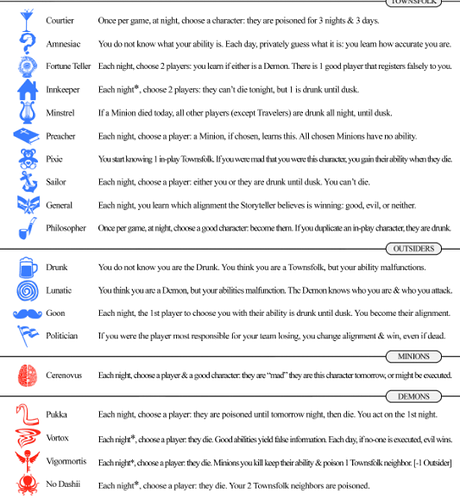 TOWNSFOLK
Courtier Once per game, at night, choose a character: they are poisoned for 3 nights & 3 days.
Amnesiac You do not know what your ability is. Each day, privately guess what it is: you learn how accurate you are.
Fortune Teller Each night, choose 2 players: you learn if either is a Demon. There is 1 good player that registers falsely to you.
Innkeeper Each night*, choose 2 players: they can't die tonight, but 1 is drunk until dusk.
Minstrel If a Minion died today, all other players (except Travelers) are drunk all night, until dusk.
Preacher Each night, choose a player: a Minion, if chosen, learns this. All chosen Minions have no ability.
Pixie You start knowing 1 in-play Townsfolk. If you were mad that you were this character, you gain their ability when they die.
Sailor Each night, choose a player: either you or they are drunk until dusk. You can't die.
General Each night, you learn which alignment the Storyteller believes is winning: good, evil, or neither.
Philosopher Once per game, at night, choose a good character: become them. If you duplicate an in-play character, they are drunk.
OUTSIDERS
Drunk You do not know you are the Drunk. You think you are a Townsfolk, but your ability malfunctions.
Lunatic You think you are a Demon, but your abilities malfunction. The Demon knows who you are & who you attack.
Goon Each night, the 1st player to choose you with their ability is drunk until dusk. You become their alignment.
Politician If you were the player most responsible for your team losing, you change alignment & win, even if dead.
MINIONS
Cerenovus Each night, choose a player & a good character: they are "mad" they are this character tomorrow, or might be executed.
DEMONS
Pukka Each night, choose a player: they are poisoned until tomorrow night, then die. You act on the 1st night.
Vortox Each night*, choose a player: they die. Good abilities yield false information. Each day, if no-one is executed, evil wins.
Vigormortis Each night*, choose a player: they die. Minions you kill keep their ability & poison 1 Townsfolk neighbor. [-1 Outsider]
No Dashii Each night*, choose a player: they die. Your 2 Townsfolk neighbors are poisoned.